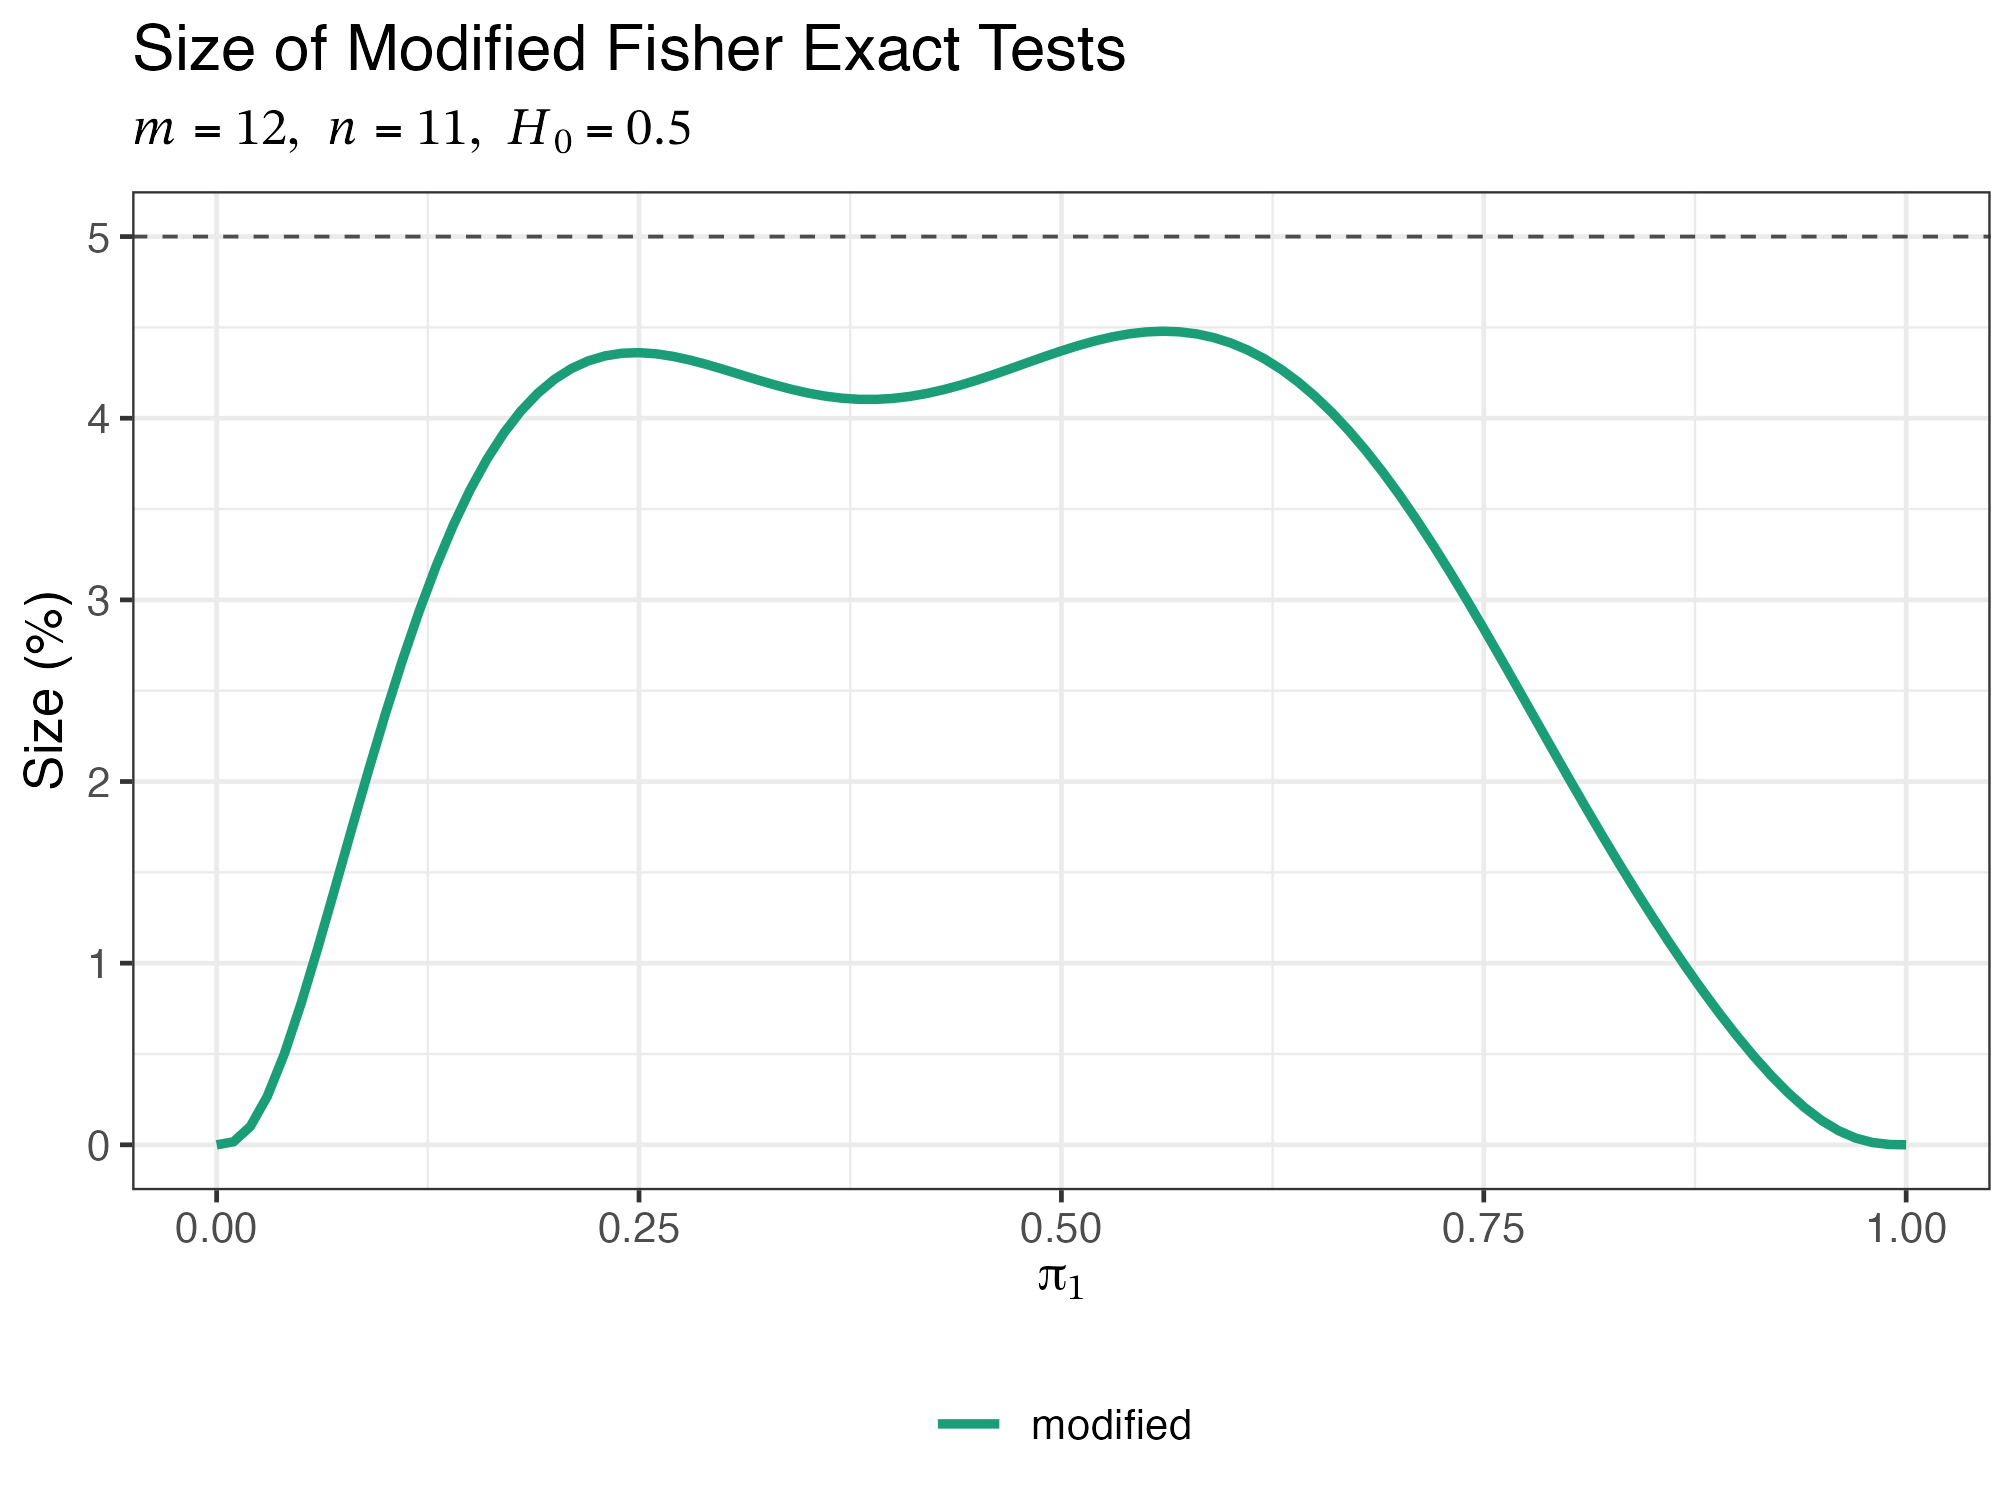 Size of Modified Fisher Exact Tests
m = 12, n = 11, H₀ = 0.5
Size (%)
5
4
3
2
1
0
0.00 0.25 0.50 0.75 1.00
π₁
modified